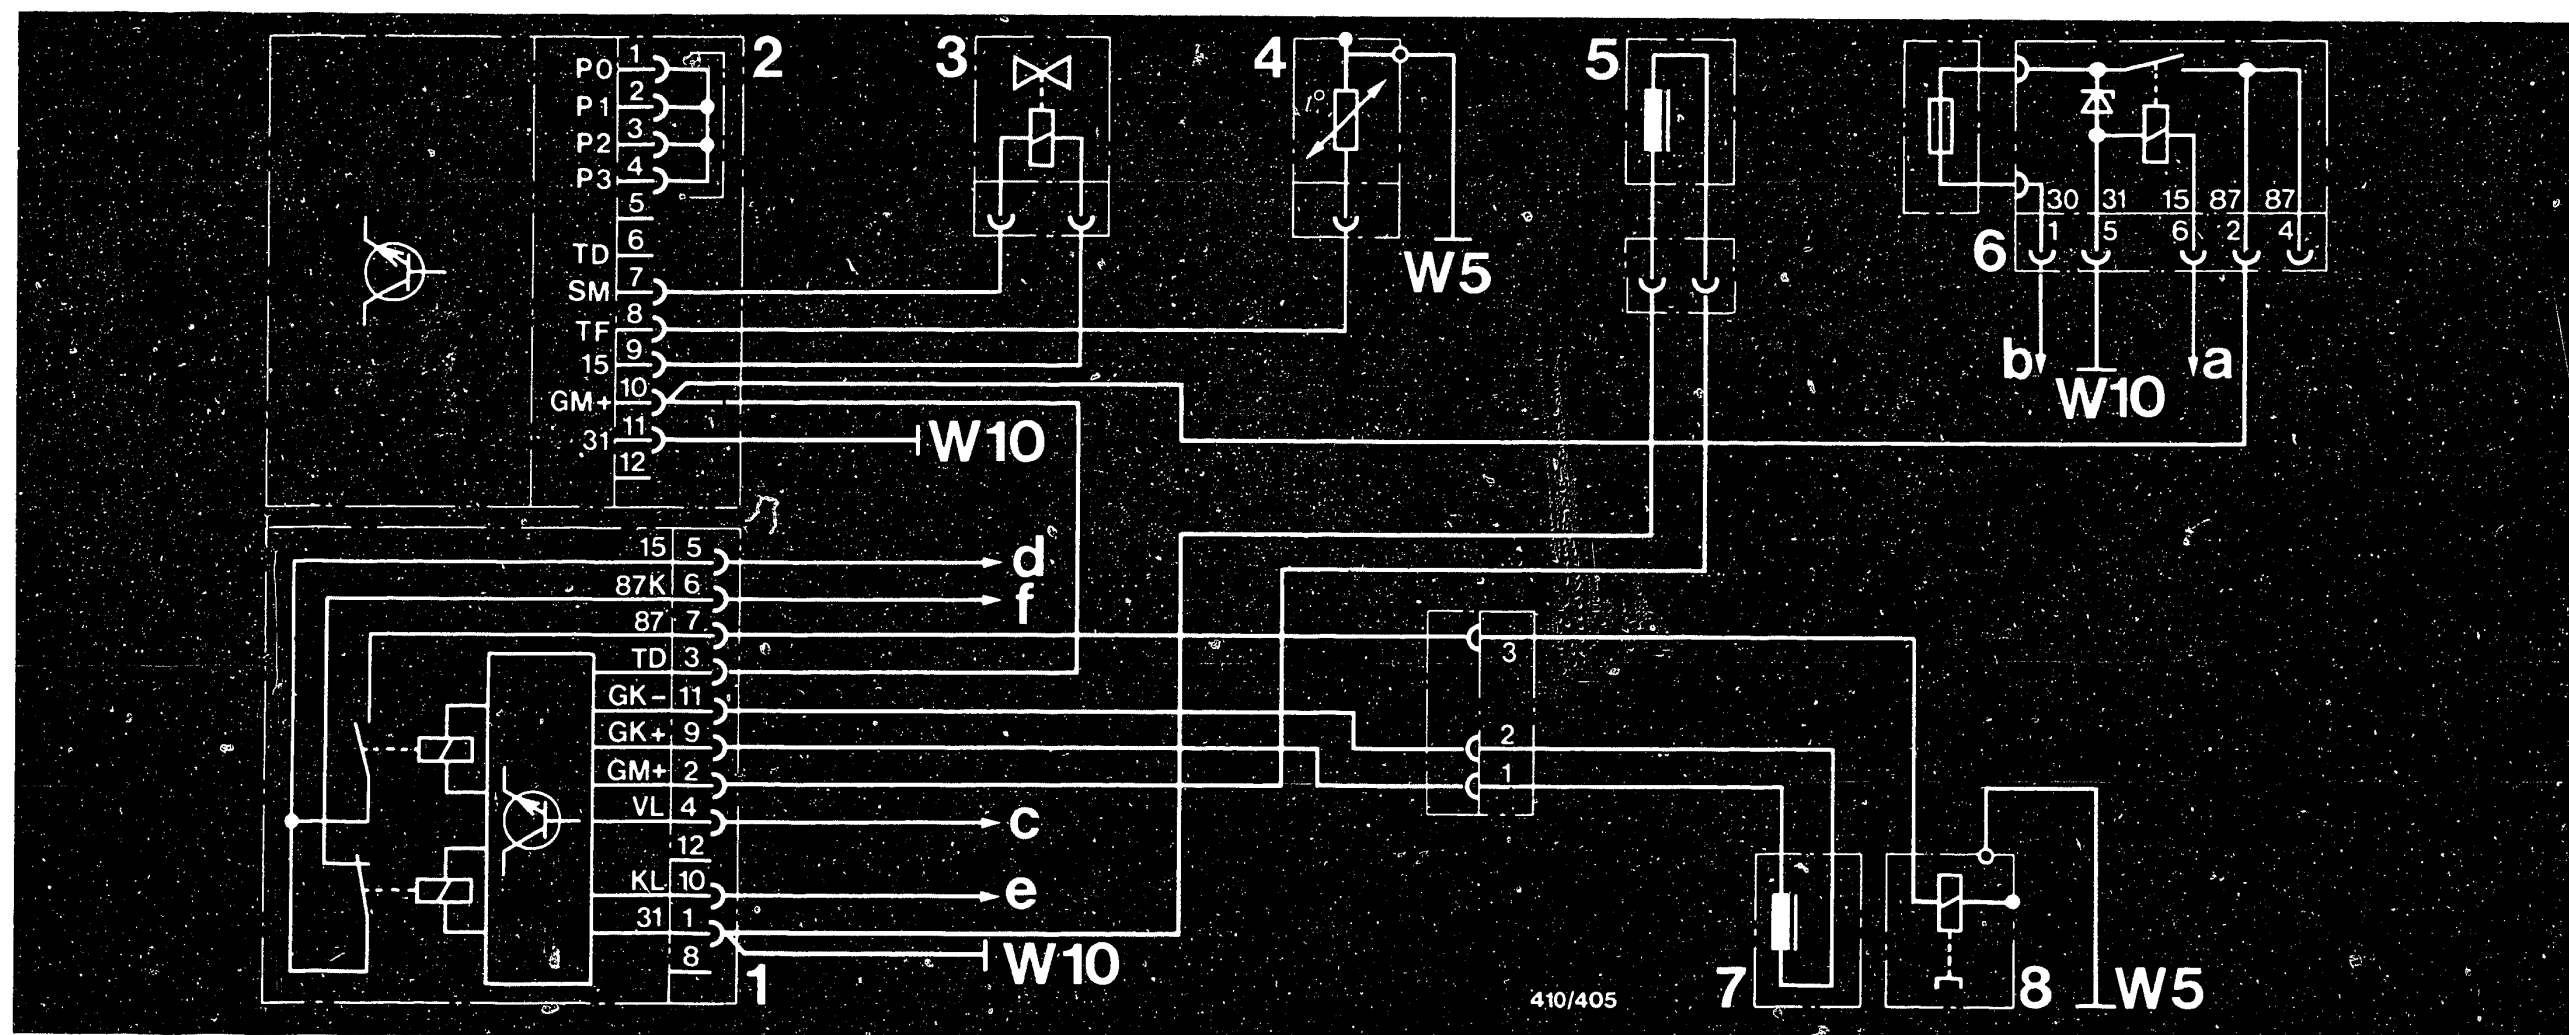 2
P0 1
P1 2
P2 3
P3 4
5
TD 6
SM 7
TF 8
15 9
GM+ 10
31 11
12
W10
3
4
1°
W5
5
6
30 31 15 87 87
1 5 6 2 4
b
W10
a
15 5
d
87K 6
f
87 7
TD 3
GK- 11
GK+ 9
GM+ 2
VL 4
c
12
KL 10
e
31 1
W10
8
1
3
2
1
7
8
W5
410/405